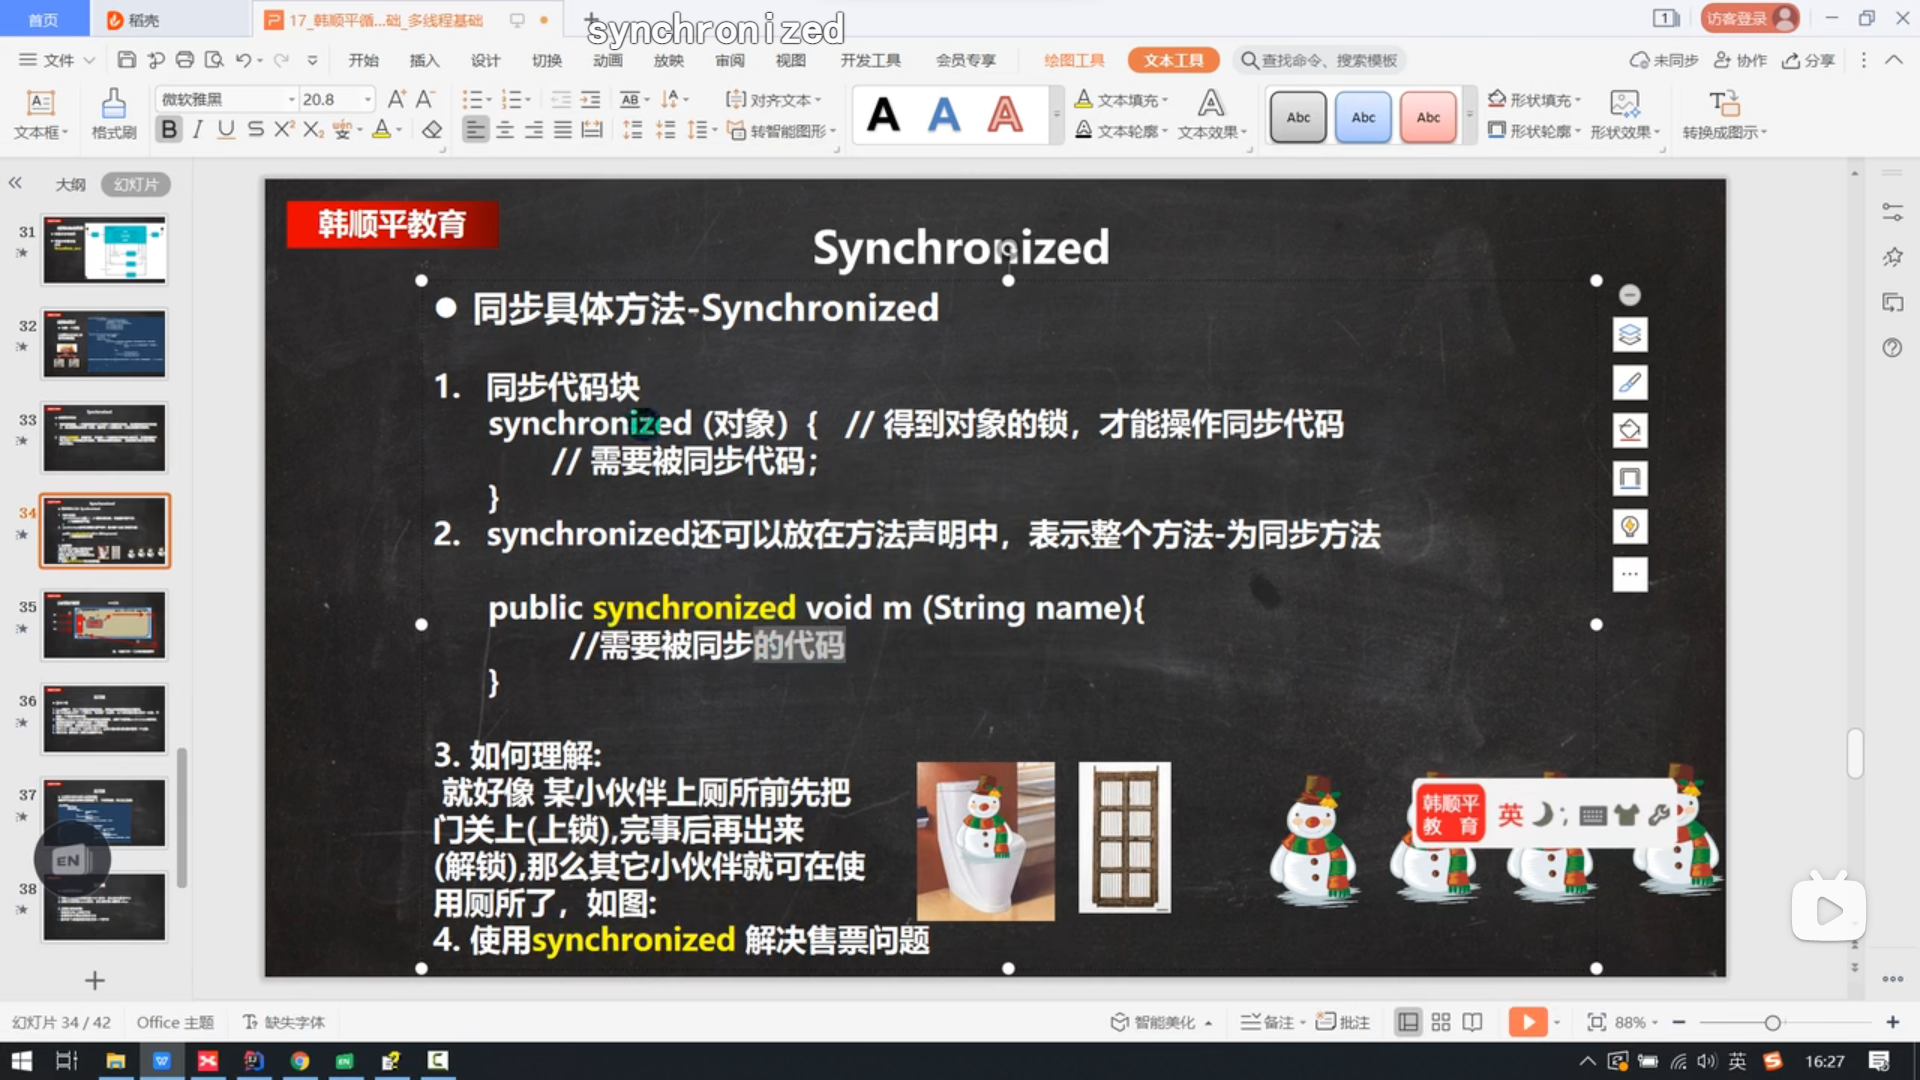 首页
稻壳
17_韩顺平循...础_多线程基础
synchronized
访客登录
文件
开始
插入
设计
切换
动画
放映
审阅
视图
开发工具
会员专享
绘图工具
文本工具
查找命令、搜索模板
未同步
协作
分享
文本框
格式刷
微软雅黑
20.8
对齐文本
转智能图形
文本填充
文本轮廓
文本效果
Abc
Abc
Abc
形状填充
形状轮廓
形状效果
转换成图示
大纲
幻灯片
31
32
33
34
35
36
37
38
EN
韩顺平教育
Synchronized
● 同步具体方法-Synchronized
1. 同步代码块
synchronized (对象) { // 得到对象的锁，才能操作同步代码
// 需要被同步代码;
}
2. synchronized还可以放在方法声明中，表示整个方法-为同步方法
public synchronized void m (String name){
//需要被同步的代码
}
3. 如何理解:
就好像 某小伙伴上厕所前先把
门关上(上锁),完事后再出来
(解锁),那么其它小伙伴就可在使
用厕所了，如图:
4. 使用synchronized 解决售票问题
韩顺平
教 育
英
幻灯片 34 / 42
Office 主题
缺失字体
智能美化
备注
批注
88%
英
16:27